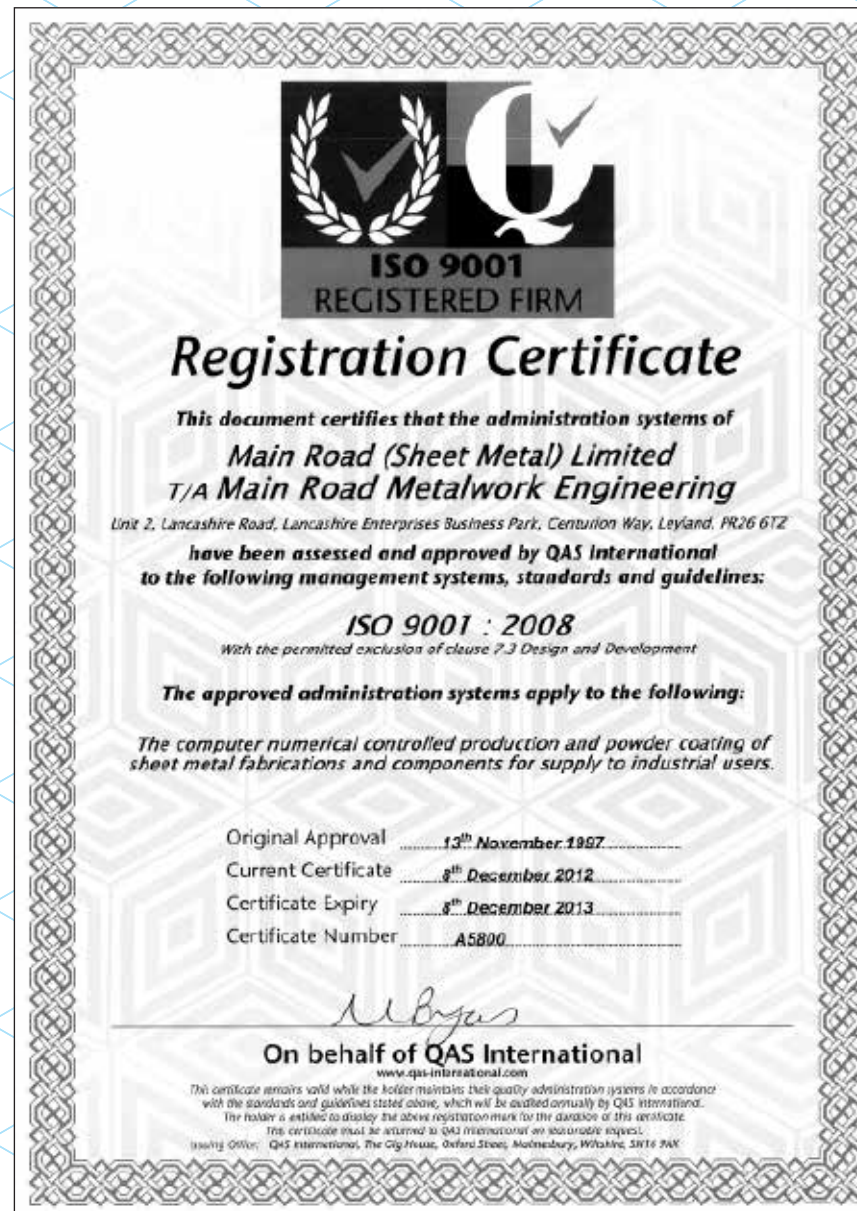 ISO 9001
REGISTERED FIRM
Registration Certificate
This document certifies that the administration systems of
Main Road (Sheet Metal) Limited
T/A Main Road Metalwork Engineering
Unit 2, Lancashire Road, Lancashire Enterprises Business Park, Centurion Way, Leyland, PR26 6TZ
have been assessed and approved by QAS International
to the following management systems, standards and guidelines:
ISO 9001 : 2008
With the permitted exclusion of clause 7.3 Design and Development
The approved administration systems apply to the following:
The computer numerical controlled production and powder coating of
sheet metal fabrications and components for supply to industrial users.
Original Approval 13th November 1997
Current Certificate 8th December 2012
Certificate Expiry 8th December 2013
Certificate Number A5800
On behalf of QAS International
www.qas-international.com
This certificate remains valid while the holder maintains their quality administration systems in accordance
with the standards and guidelines stated above, which will be audited annually by QAS International.
The holder is entitled to display the above registration mark for the duration of this certificate.
This certificate must be returned to QAS International on reasonable request.
Issuing Office: QAS International, The Gig House, Oxford Street, Malmesbury, Wiltshire, SN16 9AX